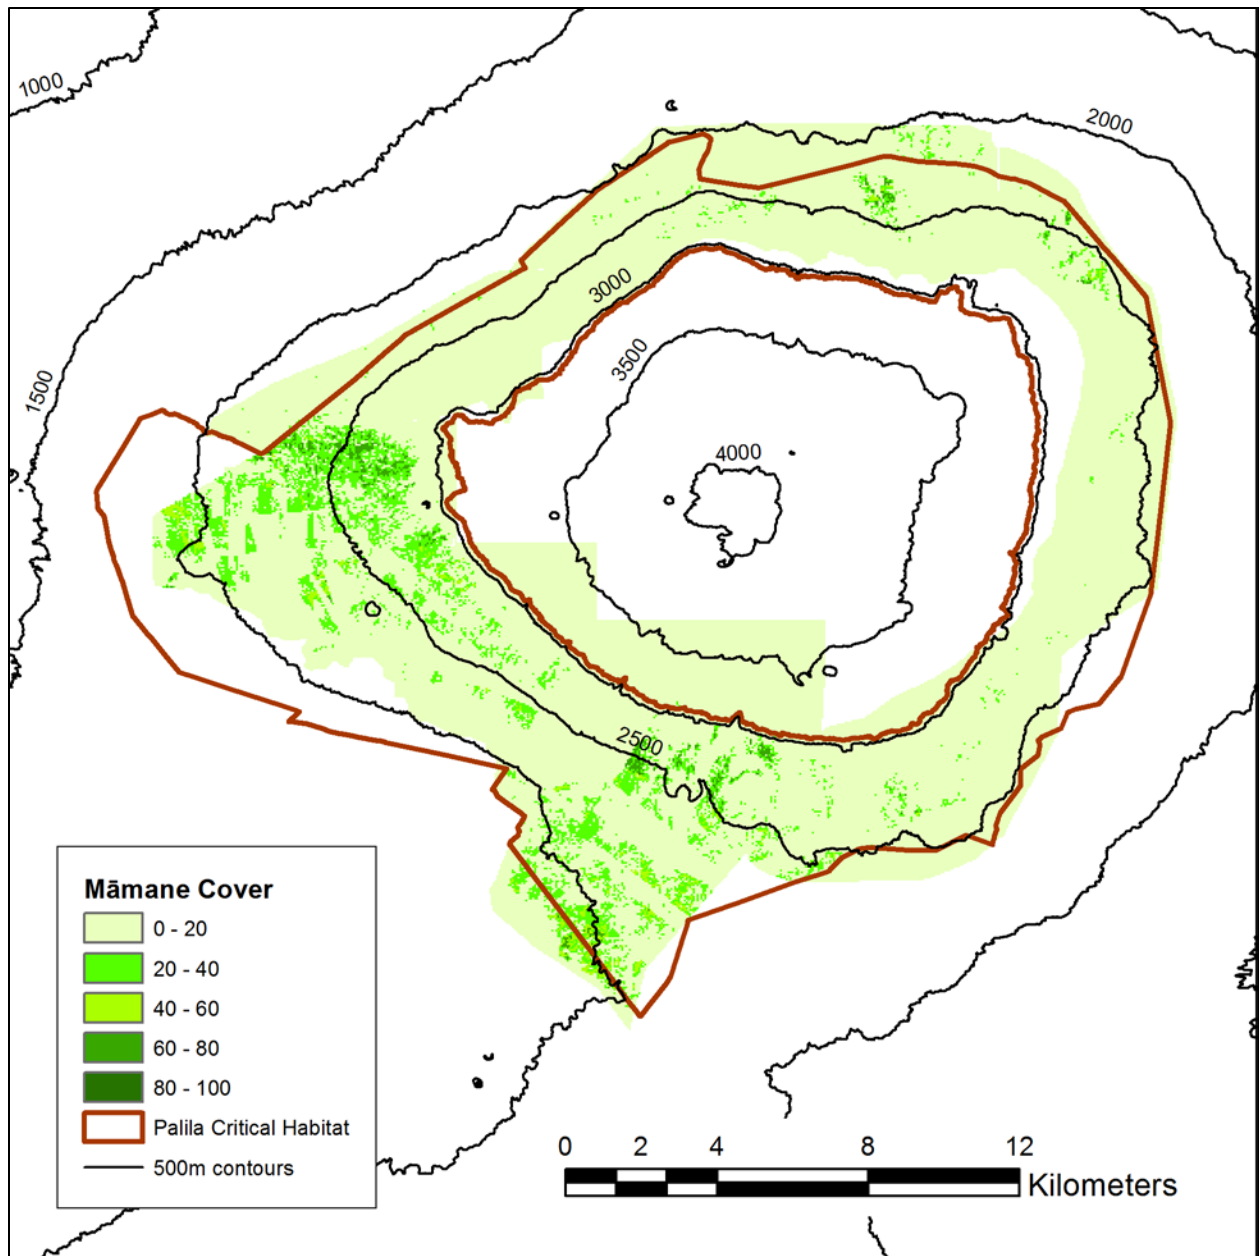 1000
2000
3000
3500
1500
4000
2500
Māmane Cover
0 - 20
20 - 40
40 - 60
60 - 80
80 - 100
Palila Critical Habitat
500m contours
0 2 4 8 12
Kilometers